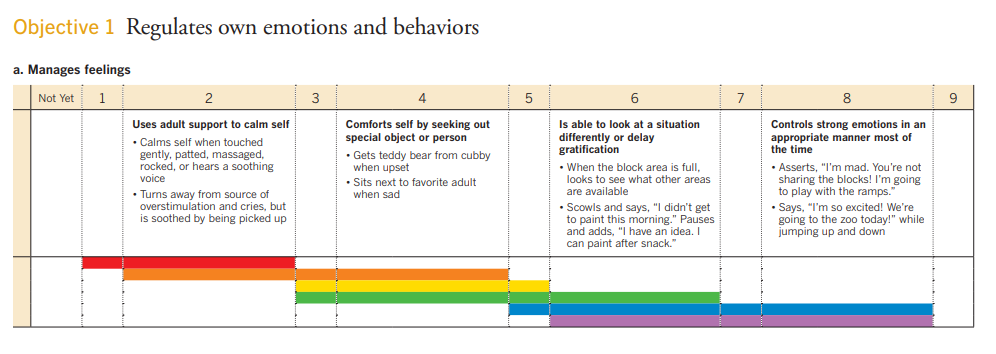 Objective 1 Regulates own emotions and behaviors
a. Manages feelings
Not Yet 1 2 3 4 5 6 7 8 9
Uses adult support to calm self
• Calms self when touched
gently, patted, massaged,
rocked, or hears a soothing
voice
• Turns away from source of
overstimulation and cries, but
is soothed by being picked up
Comforts self by seeking out
special object or person
• Gets teddy bear from cubby
when upset
• Sits next to favorite adult
when sad
Is able to look at a situation
differently or delay
gratification
• When the block area is full,
looks to see what other areas
are available
• Scowls and says, “I didn’t get
to paint this morning.” Pauses
and adds, “I have an idea. I
can paint after snack.”
Controls strong emotions in an
appropriate manner most of
the time
• Asserts, “I’m mad. You’re not
sharing the blocks! I’m going
to play with the ramps.”
• Says, “I’m so excited! We’re
going to the zoo today!” while
jumping up and down